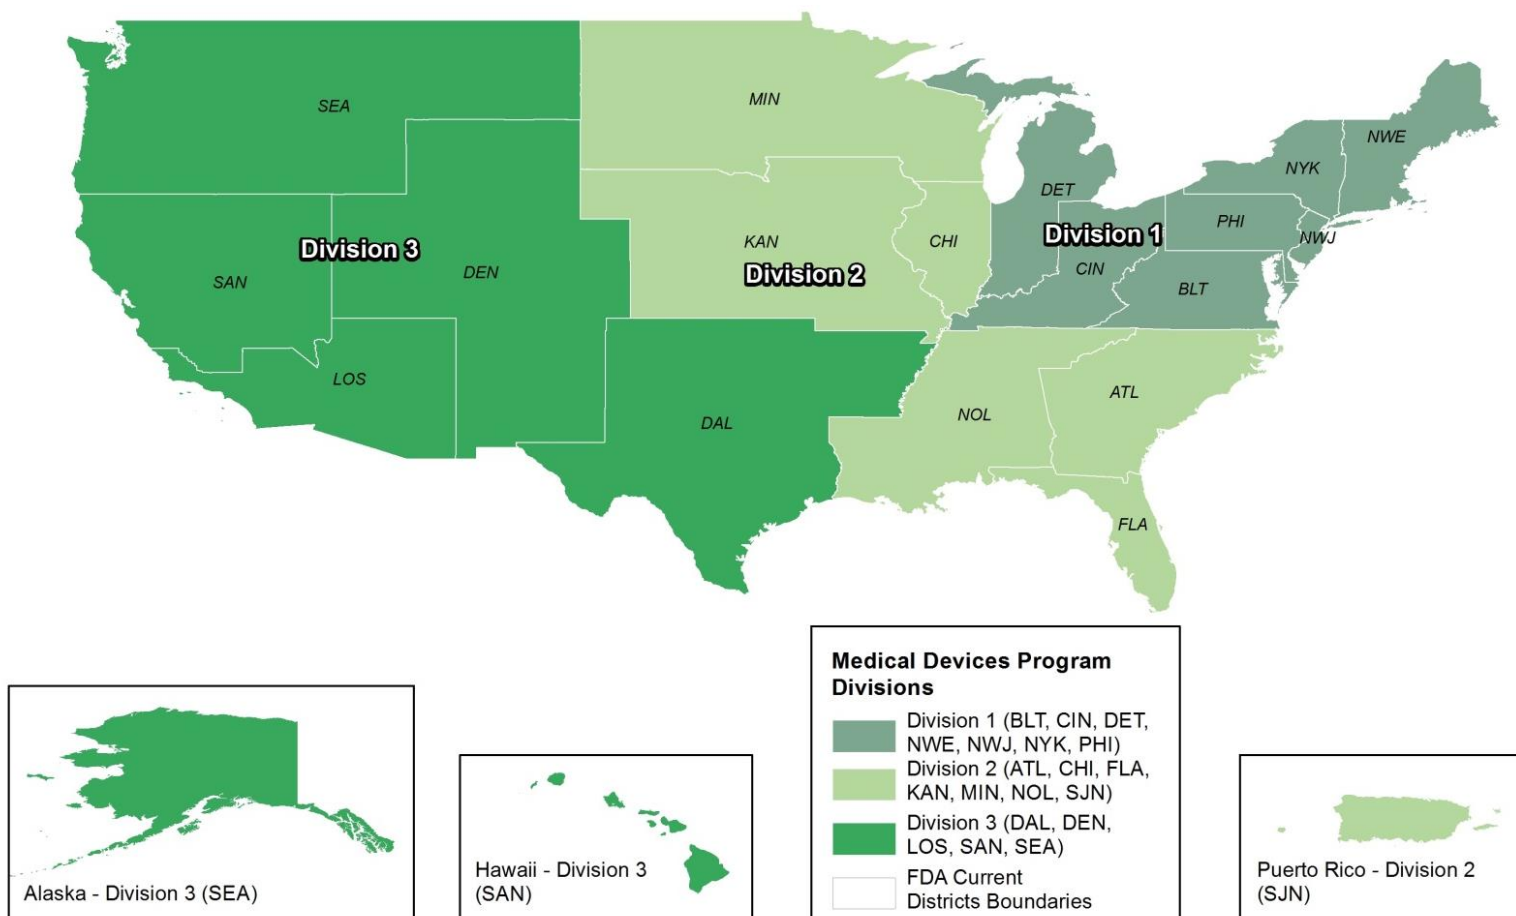 MIN
SEA
NWE
NYK
DET
PHI
NWJ
Division 1
KAN
CHI
Division 3
Division 2
DEN
CIN
SAN
BLT
LOS
ATL
NOL
DAL
FLA
Medical Devices Program
Divisions
Division 1 (BLT, CIN, DET,
NWE, NWJ, NYK, PHI)
Division 2 (ATL, CHI, FLA,
KAN, MIN, NOL, SJN)
Division 3 (DAL, DEN,
LOS, SAN, SEA)
FDA Current
Districts Boundaries
Alaska - Division 3 (SEA)
Hawaii - Division 3
(SAN)
Puerto Rico - Division 2
(SJN)